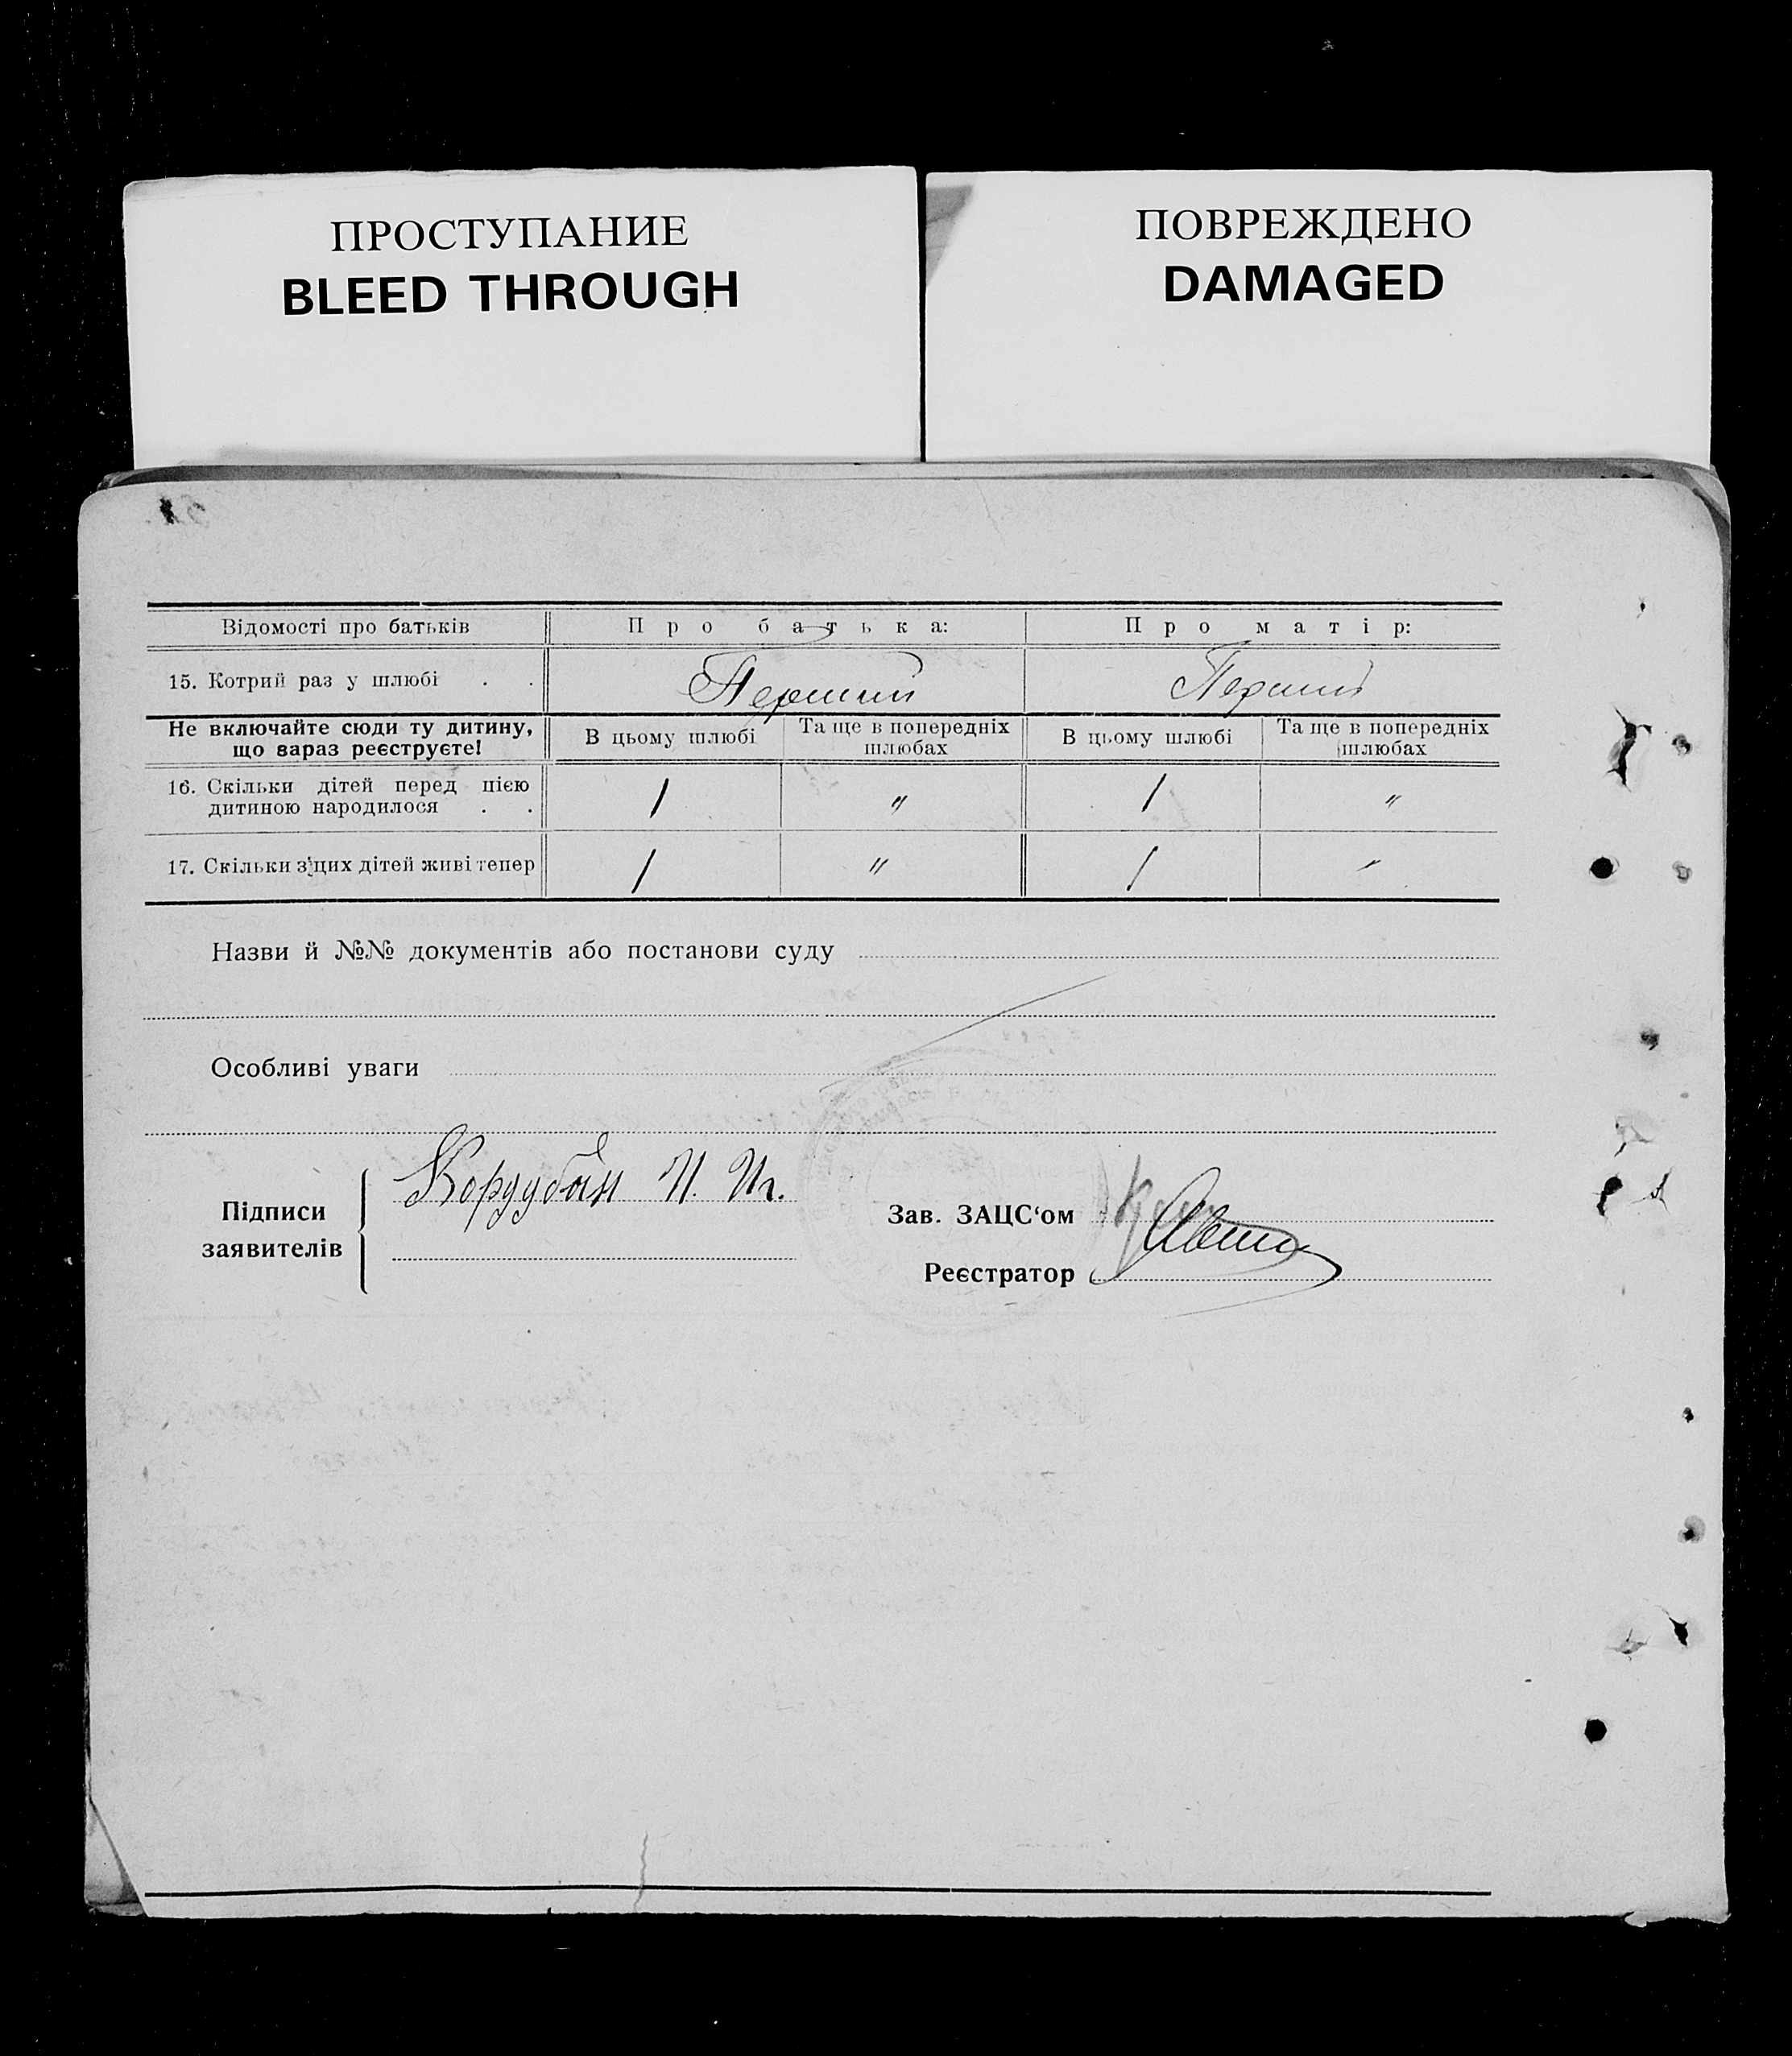 ПРОСТУПАНИЕ
BLEED THROUGH
ПОВРЕЖДЕНО
DAMAGED
Відомості про батьків Про батька: Про матір:
15. Котрий раз у шлюбі . . Перший Перший
Не включайте сюди ту дитину, що зараз реєструєте! В цьому шлюбі Та ще в попередніх шлюбах В цьому шлюбі Та ще в попередніх шлюбах
16. Скільки дітей перед цією дитиною народилося . . 1 " 1 "
17. Скільки з цих дітей живі тепер 1 " 1 "
Назви й №№ документів або постанови суду
Особливі уваги
Підписи заявителів
Кордубан И. Иг.
Зав. ЗАЦС'ом
Реєстратор